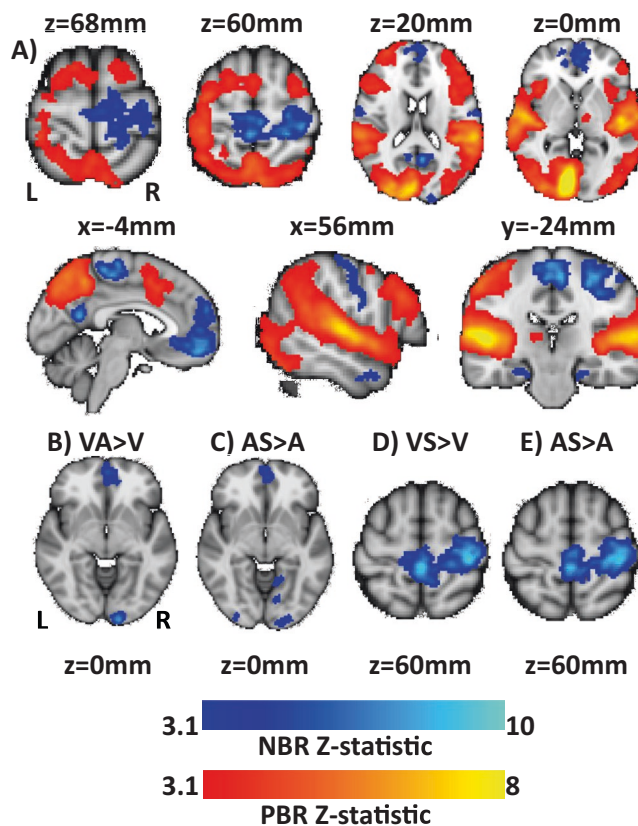 z=68mm z=60mm z=20mm z=0mm
A)
L R
x=-4mm x=56mm y=-24mm
B) VA>V C) AS>A D) VS>V E) AS>A
L R
z=0mm z=0mm z=60mm z=60mm
3.1 10
NBR Z-statistic
3.1 8
PBR Z-statistic